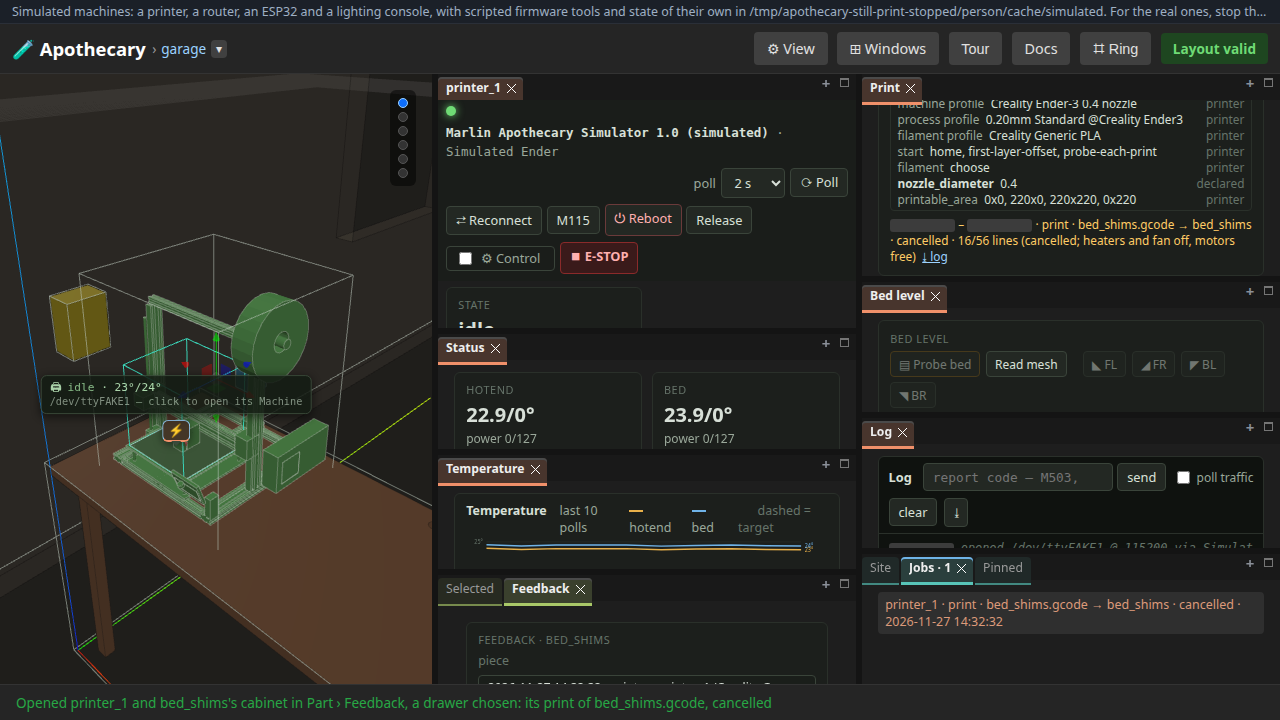 Simulated machines: a printer, a router, an ESP32 and a lighting console, with scripted firmware tools and state of their own in /tmp/apothecary-still-print-stopped/person/cache/simulated. For the real ones, stop th…
Apothecary › garage ▾
⚙ View
⊞ Windows
Tour
Docs
⌗ Ring
Layout valid
idle · 23°/24°
/dev/ttyFAKE1 — click to open its Machine
printer_1
Marlin Apothecary Simulator 1.0 (simulated) ·
Simulated Ender
poll 2 s ⟳ Poll
⇄ Reconnect M115 ⏻ Reboot Release
⚙ Control ■ E-STOP
STATE
idle
Status
HOTEND
22.9/0°
power 0/127
BED
23.9/0°
power 0/127
Temperature
Temperature last 10 polls — hotend — bed dashed = target
Selected Feedback
FEEDBACK · BED_SHIMS
piece
Print
machine profile Creality Ender-3 0.4 nozzle printer
process profile 0.20mm Standard @Creality Ender3 printer
filament profile Creality Generic PLA printer
start home, first-layer-offset, probe-each-print printer
filament choose printer
nozzle_diameter 0.4 declared
printable_area 0x0, 220x0, 220x220, 0x220 printer
– · print · bed_shims.gcode → bed_shims
· cancelled · 16/56 lines (cancelled; heaters and fan off, motors
free) ↓log
Bed level
BED LEVEL
▤ Probe bed Read mesh ◣ FL ◢ FR ◤ BL
◥ BR
Log
Log report code — M503, send poll traffic
clear ↓
opened /dev/ttyFAKE1 @ 115200 via Simulat
Site Jobs · 1 Pinned
printer_1 · print · bed_shims.gcode → bed_shims · cancelled ·
2026-11-27 14:32:32
Opened printer_1 and bed_shims's cabinet in Part › Feedback, a drawer chosen: its print of bed_shims.gcode, cancelled